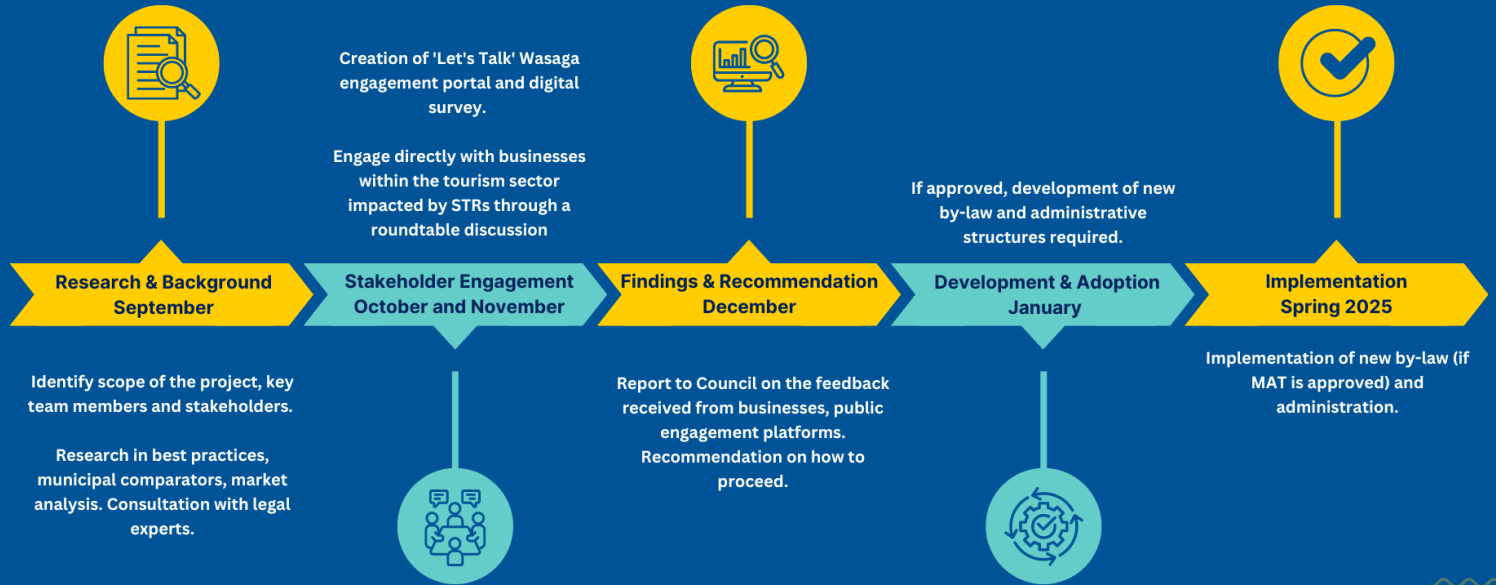 Creation of 'Let's Talk' Wasaga
engagement portal and digital
survey.
Engage directly with businesses
within the tourism sector
impacted by STRs through a
roundtable discussion
If approved, development of new
by-law and administrative
structures required.
Research & Background
September
Stakeholder Engagement
October and November
Findings & Recommendation
December
Development & Adoption
January
Implementation
Spring 2025
Identify scope of the project, key
team members and stakeholders.
Research in best practices,
municipal comparators, market
analysis. Consultation with legal
experts.
Report to Council on the feedback
received from businesses, public
engagement platforms.
Recommendation on how to
proceed.
Implementation of new by-law (if
MAT is approved) and
administration.